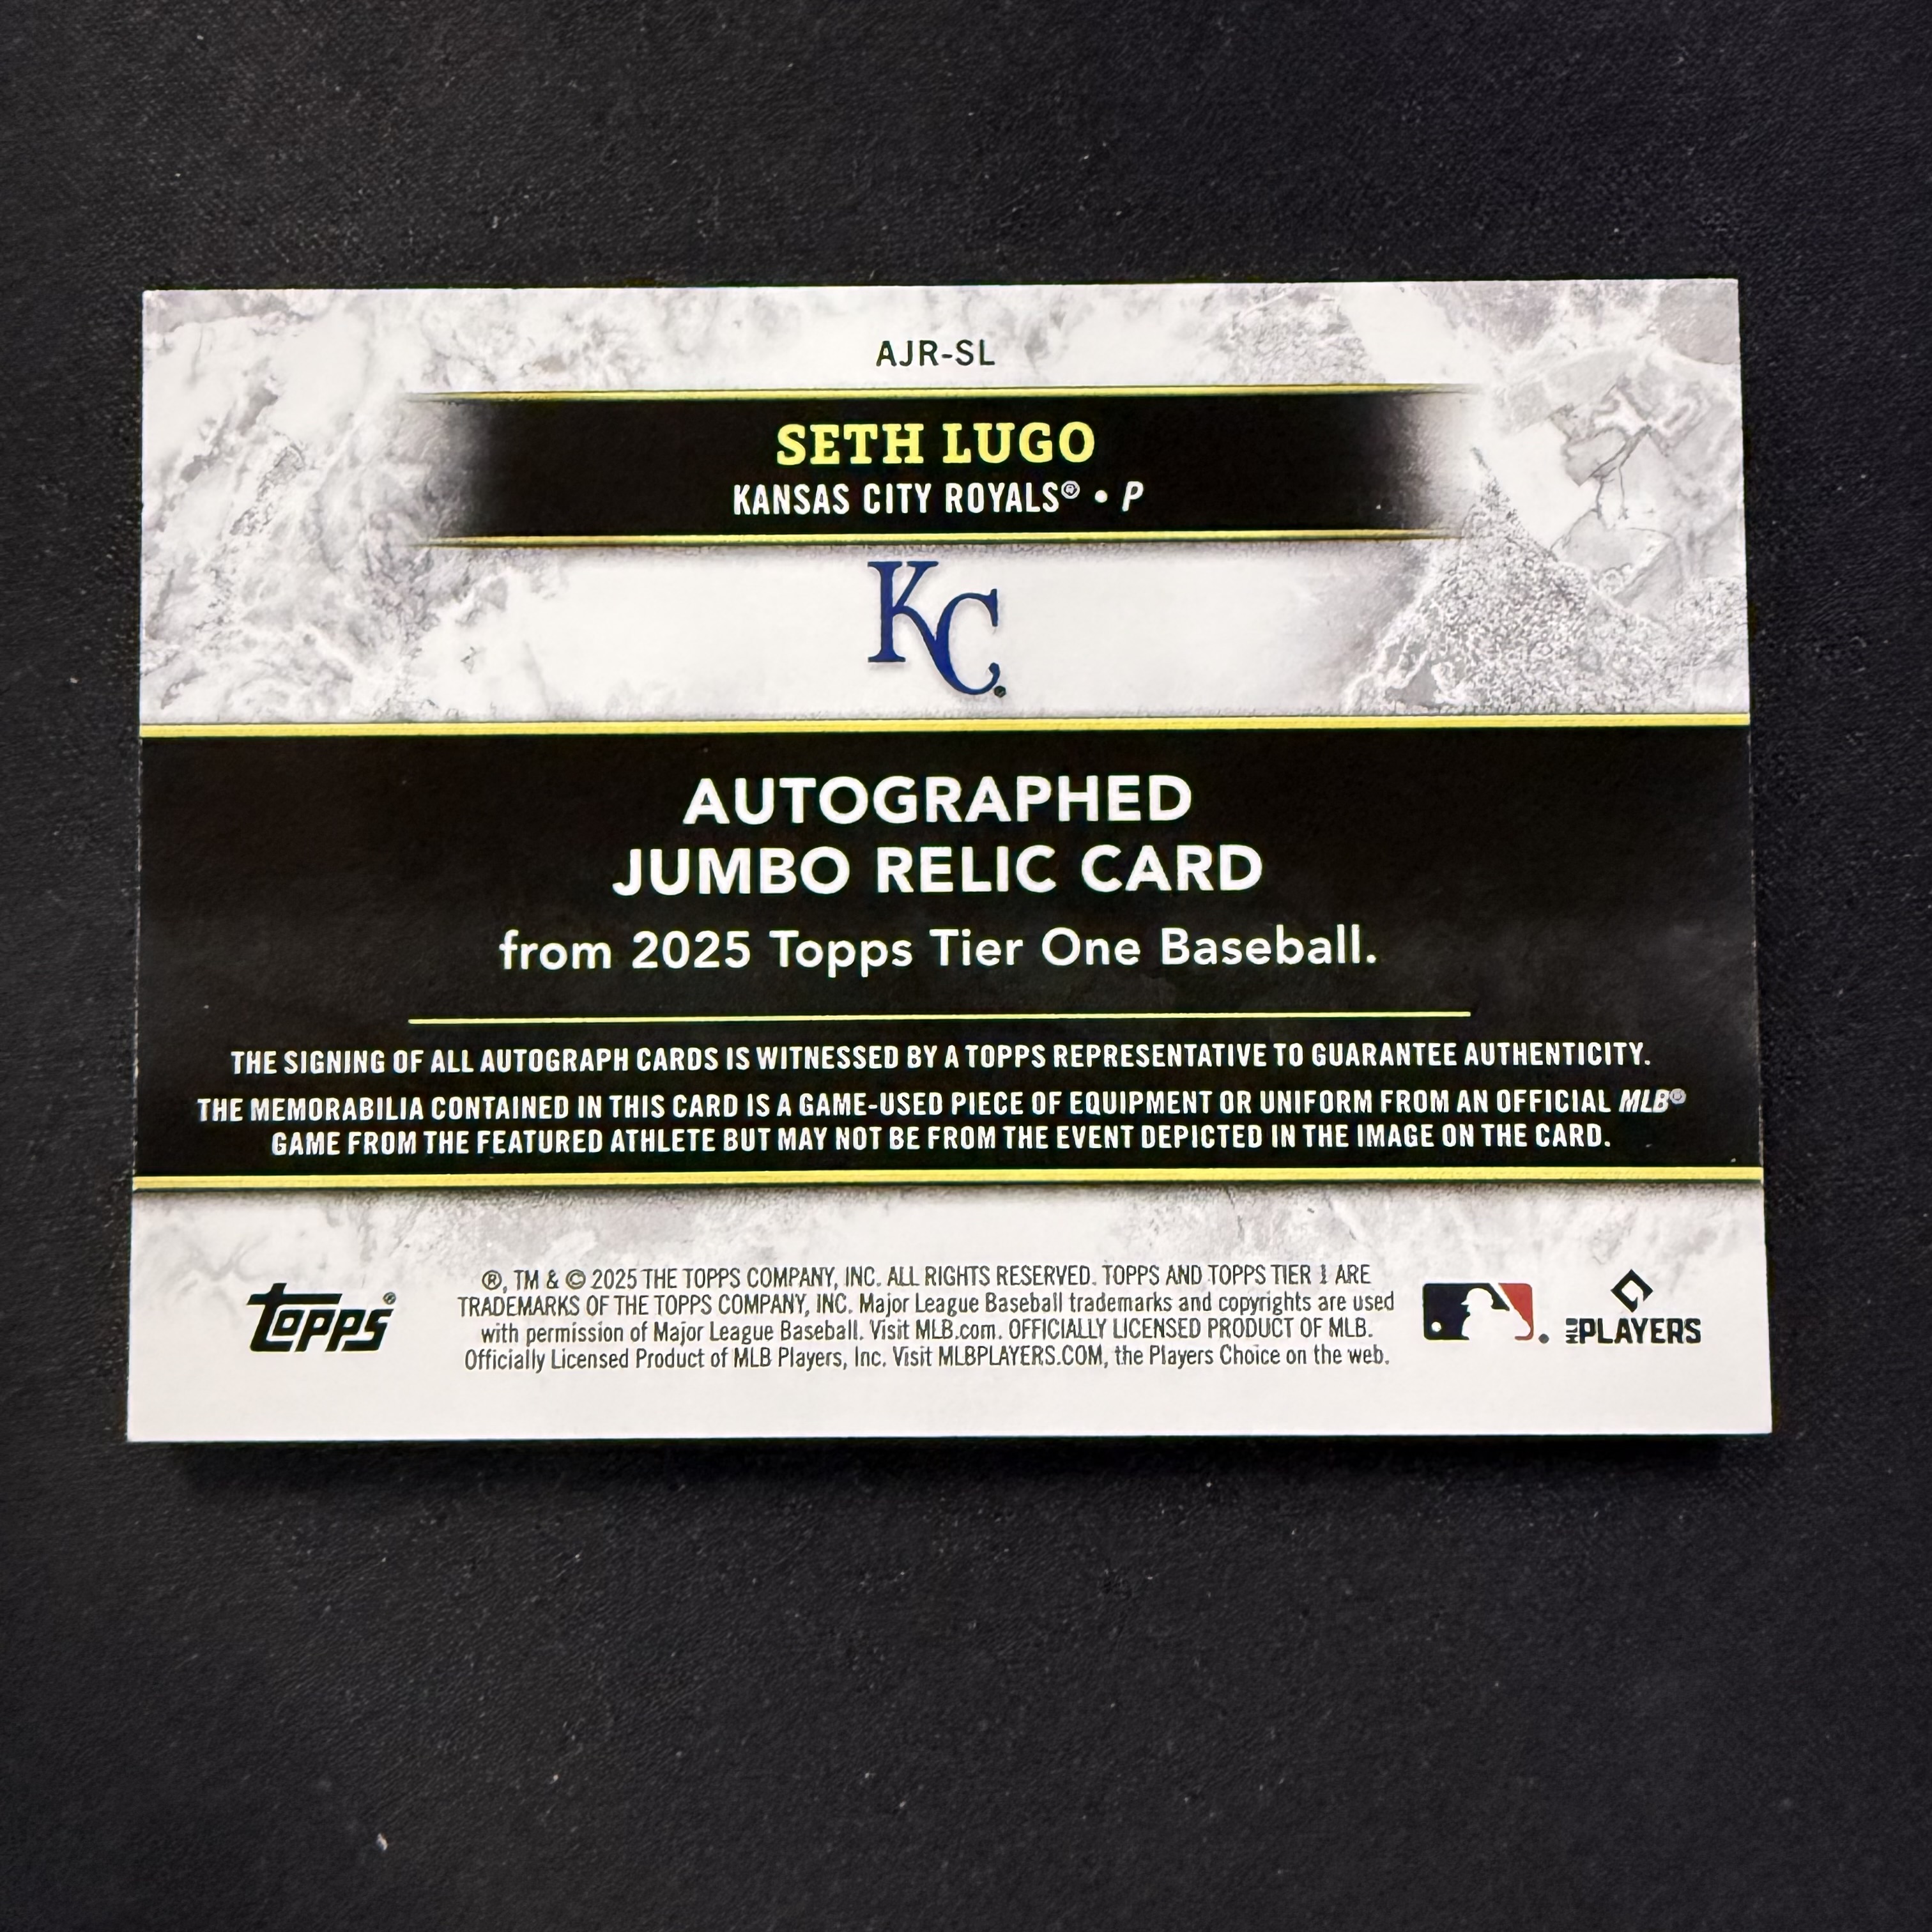 AJR-SL
SETH LUGO
KANSAS CITY ROYALS® • P
KC
AUTOGRAPHED
JUMBO RELIC CARD
from 2025 Topps Tier One Baseball.
THE SIGNING OF ALL AUTOGRAPH CARDS IS WITNESSED BY A TOPPS REPRESENTATIVE TO GUARANTEE AUTHENTICITY.
THE MEMORABILIA CONTAINED IN THIS CARD IS A GAME-USED PIECE OF EQUIPMENT OR UNIFORM FROM AN OFFICIAL MLB®
GAME FROM THE FEATURED ATHLETE BUT MAY NOT BE FROM THE EVENT DEPICTED IN THE IMAGE ON THE CARD.
topps®
®, TM & © 2025 THE TOPPS COMPANY, INC. ALL RIGHTS RESERVED. TOPPS AND TOPPS TIER 1 ARE
TRADEMARKS OF THE TOPPS COMPANY, INC. Major League Baseball trademarks and copyrights are used
with permission of Major League Baseball. Visit MLB.com. OFFICIALLY LICENSED PRODUCT OF MLB.
Officially Licensed Product of MLB Players, Inc. Visit MLBPLAYERS.COM, the Players Choice on the web.
MLB PLAYERS